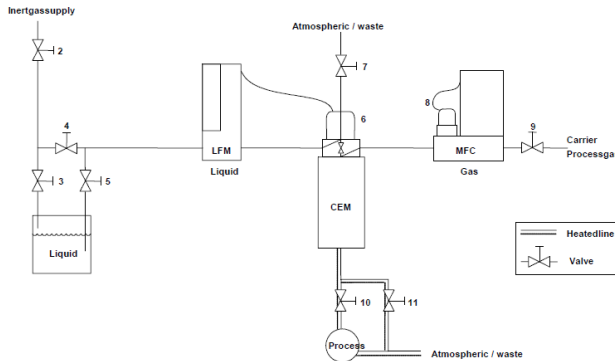 Inertgassupply
Atmospheric / waste
2
7
8
4
6
9
Carrier
Processgas
LFM
MFC
Liquid
Gas
3
5
CEM
Liquid
Heatedline
Valve
10
11
Process
Atmospheric / waste